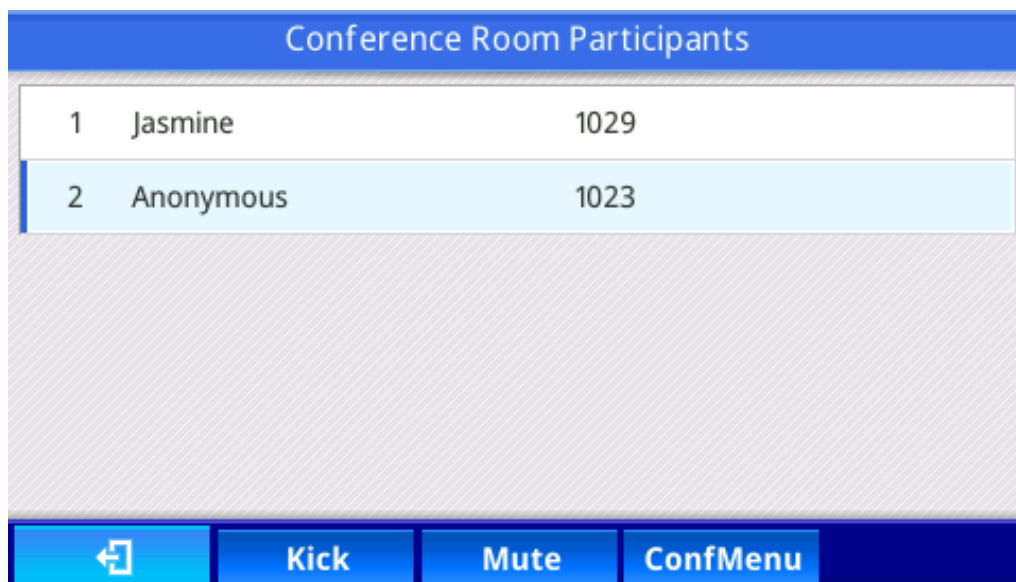 Conference Room Participants
1 Jasmine 1029
2 Anonymous 1023
Kick Mute ConfMenu